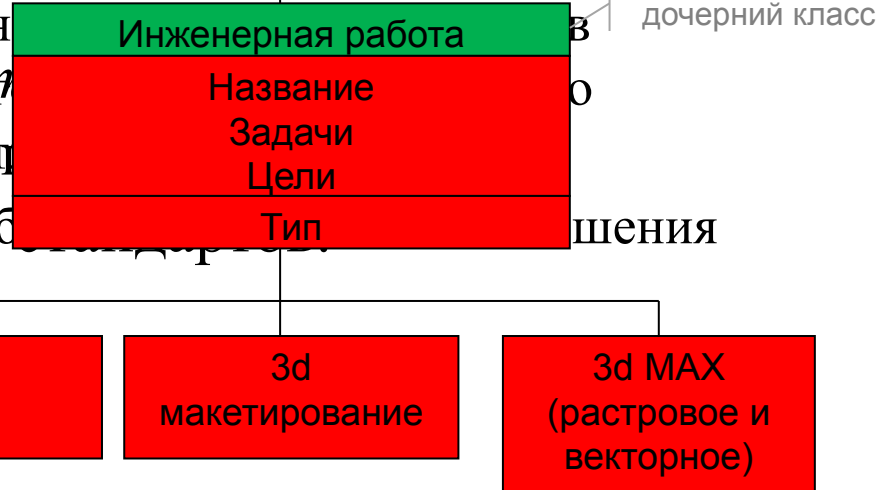 дочерний класс
Инженерная работа
в
Название
о
Задачи
Цели
Тип
шения
3d
макетирование
3d MAX
(растровое и
векторное)